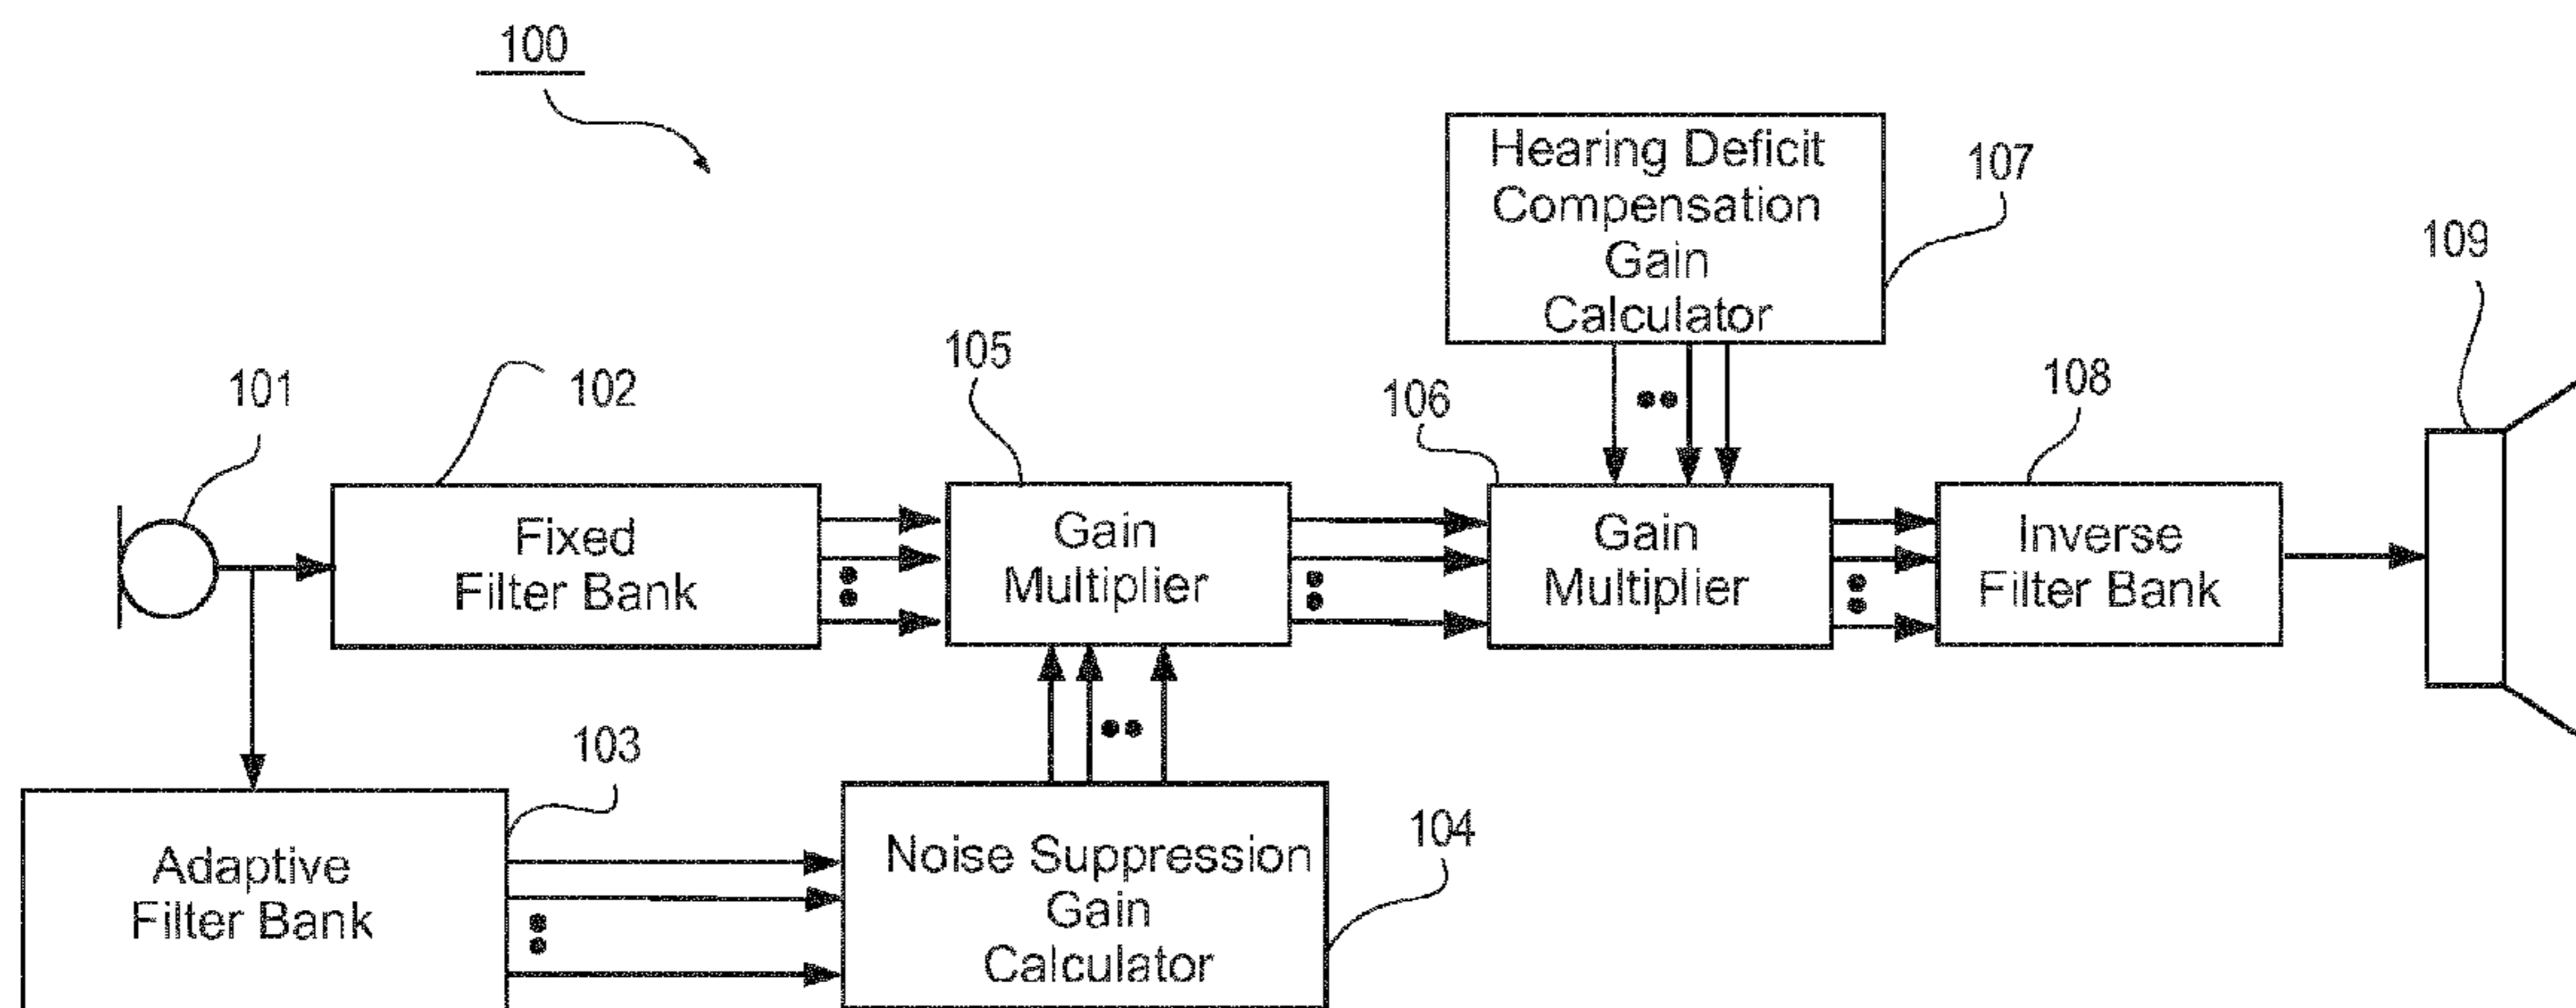 100
Hearing Deficit
Compensation
Gain
Calculator
107
109
101
102
105
106
108
Fixed
Filter Bank
Gain
Multiplier
Gain
Multiplier
Inverse
Filter Bank
103
104
Adaptive
Filter Bank
Noise Suppression
Gain
Calculator